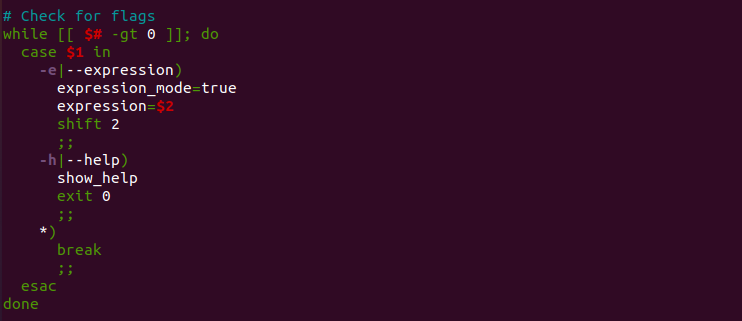 # Check for flags
while [[ $# -gt 0 ]]; do
  case $1 in
    -e|--expression)
      expression_mode=true
      expression=$2
      shift 2
      ;;
    -h|--help)
      show_help
      exit 0
      ;;
    *)
      break
      ;;
  esac
done